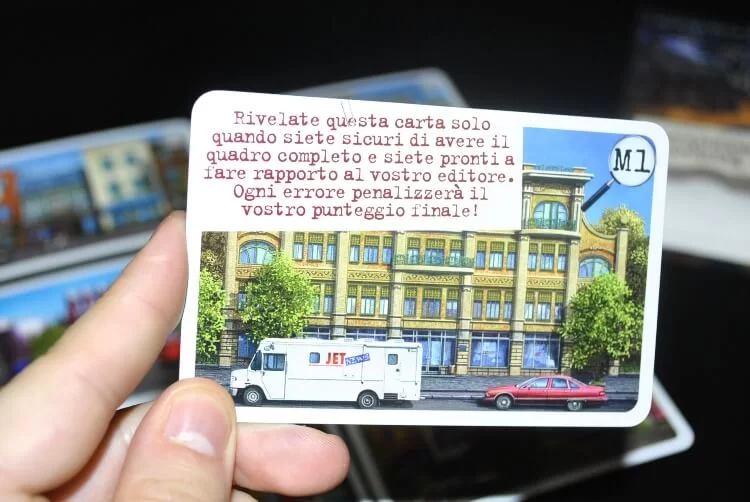 Rivelate questa carta solo
quando siete sicuri di avere il
quadro completo e siete pronti a
fare rapporto al vostro editore.
Ogni errore penalizzerà il
vostro punteggio finale!
M1
JET NEWS